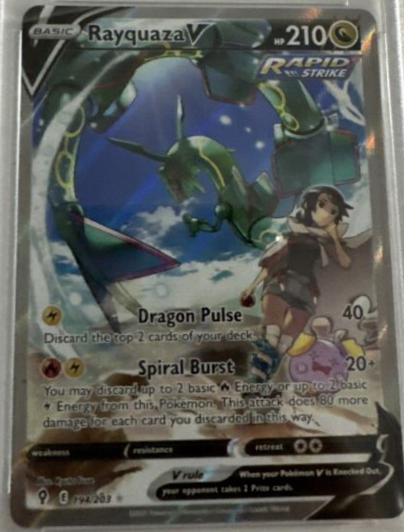 BASIC Rayquaza V HP 210
RAPID
STRIKE
Dragon Pulse 40
Discard the top 2 cards of your deck.
Spiral Burst 20+
You may discard up to 2 basic Energy or up to 2 basic
Energy from this Pokémon. This attack does 80 more
damage for each card you discarded in this way.
weakness resistance retreat
V rule When your Pokémon V is Knocked Out,
your opponent takes 2 Prize cards.
E 194/203